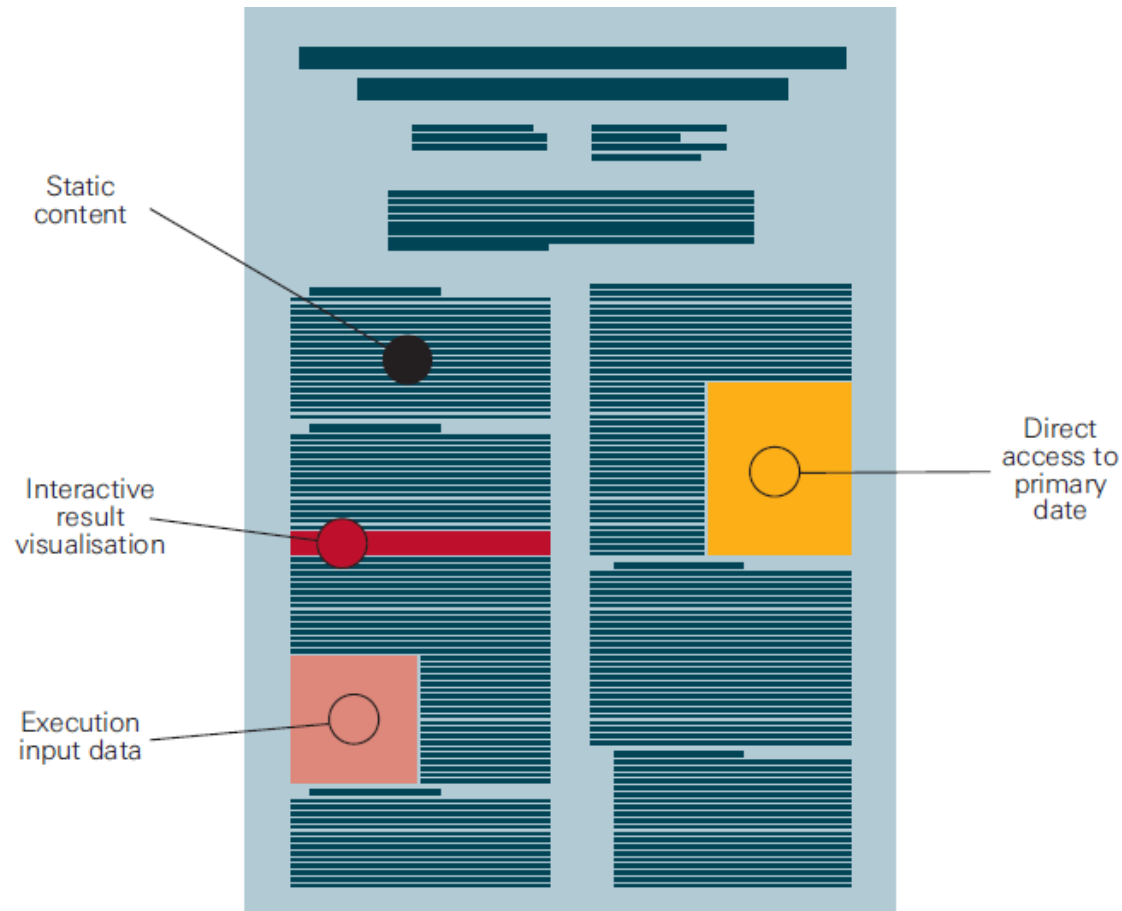 Static
content
Interactive
result
visualisation
Execution
input data
Direct
access to
primary
date